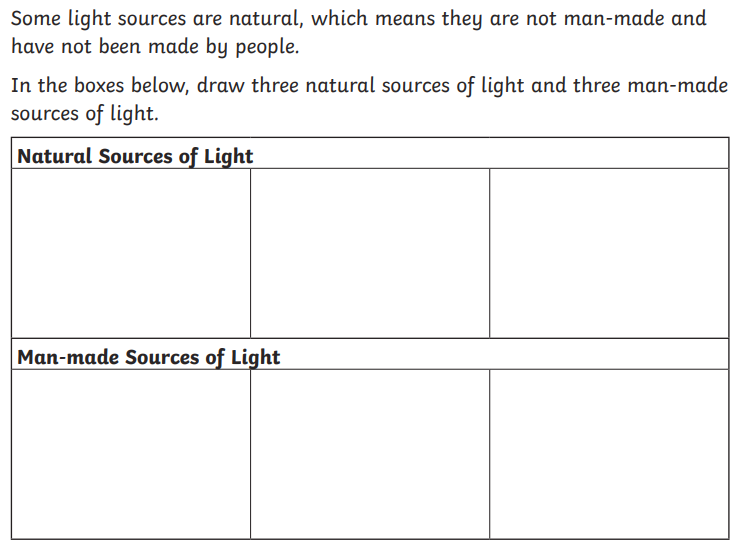 Some light sources are natural, which means they are not man-made and
have not been made by people.
In the boxes below, draw three natural sources of light and three man-made
sources of light.
Natural Sources of Light
Man-made Sources of Light